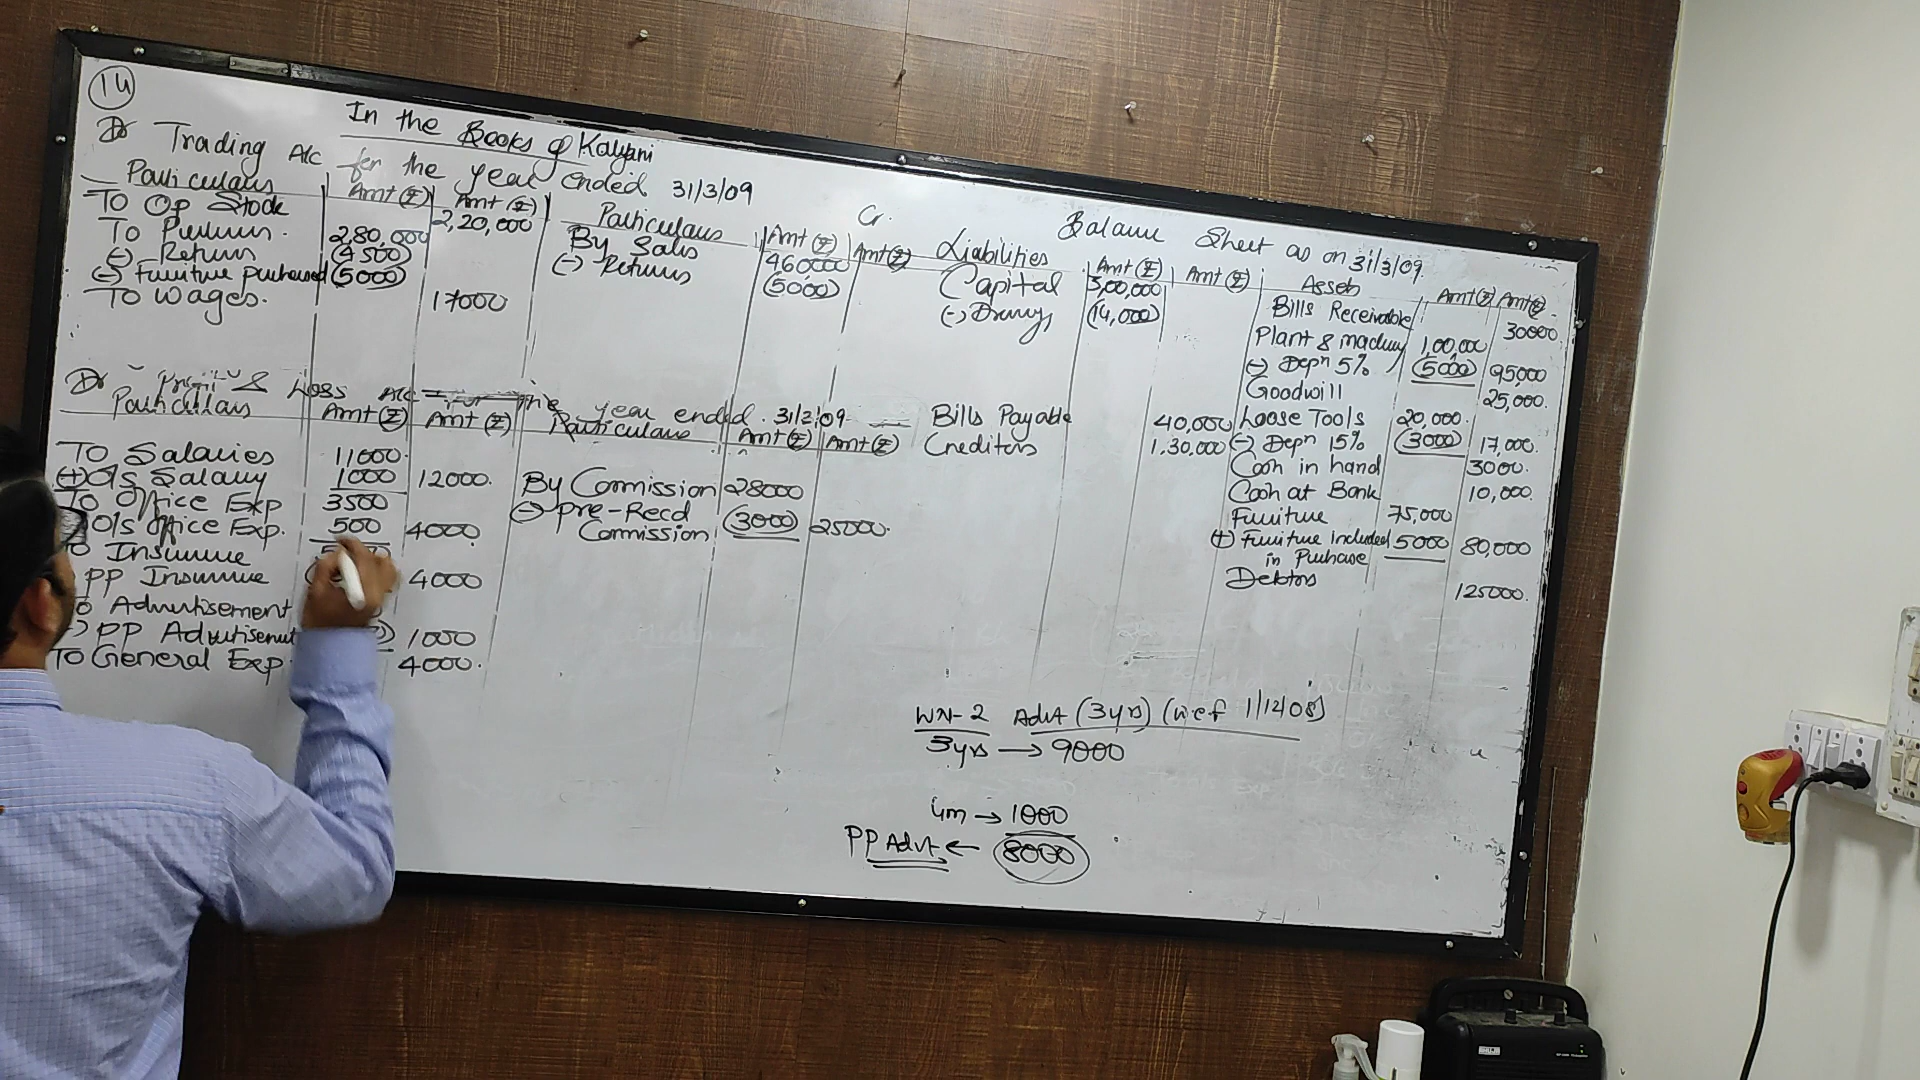 14
In the Books of Kalyani
Dr Trading A/c for the year ended 31/3/09 Cr.
Particulars Amt (₹) Amt (₹) Particulars Amt (₹) Amt (₹)
To Op Stock 2,20,000
To Purchases. 2,80,000
(-) Returns (4500)
(-) Furniture purchased (5000)
To Wages. 17000
By Sales 460,000
(-) Returns (5000)
Dr Profit & Loss A/c for the year ended. 31/3/09
Particulars Amt (₹) Amt (₹) Particulars Amt (₹) Amt (₹)
To Salaries 11000.
(+) O/s Salary 1000 12000.
To Office Exp 3500
O/s Office Exp. 500 4000.
To Insurance
PP Insurance 4000
To Advertisement
(-) PP Advertisement 1000
To General Exp. 4000.
By Commission 28000
(-) Pre-Recd (3000) 25000.
Commission
Balance Sheet as on 31/3/09.
Liabilities Amt (₹) Amt (₹) Assets Amt (₹) Amt (₹)
Capital 3,00,000
(-) Drawings (14,000)
Bills Payable 40,000
Creditors 1,30,000
Bills Receivable 30000.
Plant & machinery 1,00,000
(-) Depn 5% (5000) 95000
Goodwill 25,000.
Loose Tools 20,000.
(-) Depn 15% (3000) 17,000.
Cash in hand 3000.
Cash at Bank 10,000.
Furniture 75,000
(+) Furniture Included 5000 80,000
in Purchase
Debtors 125000.
WN-2 Advt (3yrs) (wef 1/12/08)
3yrs → 9000
4m → 1000
PP Advt ← 8000